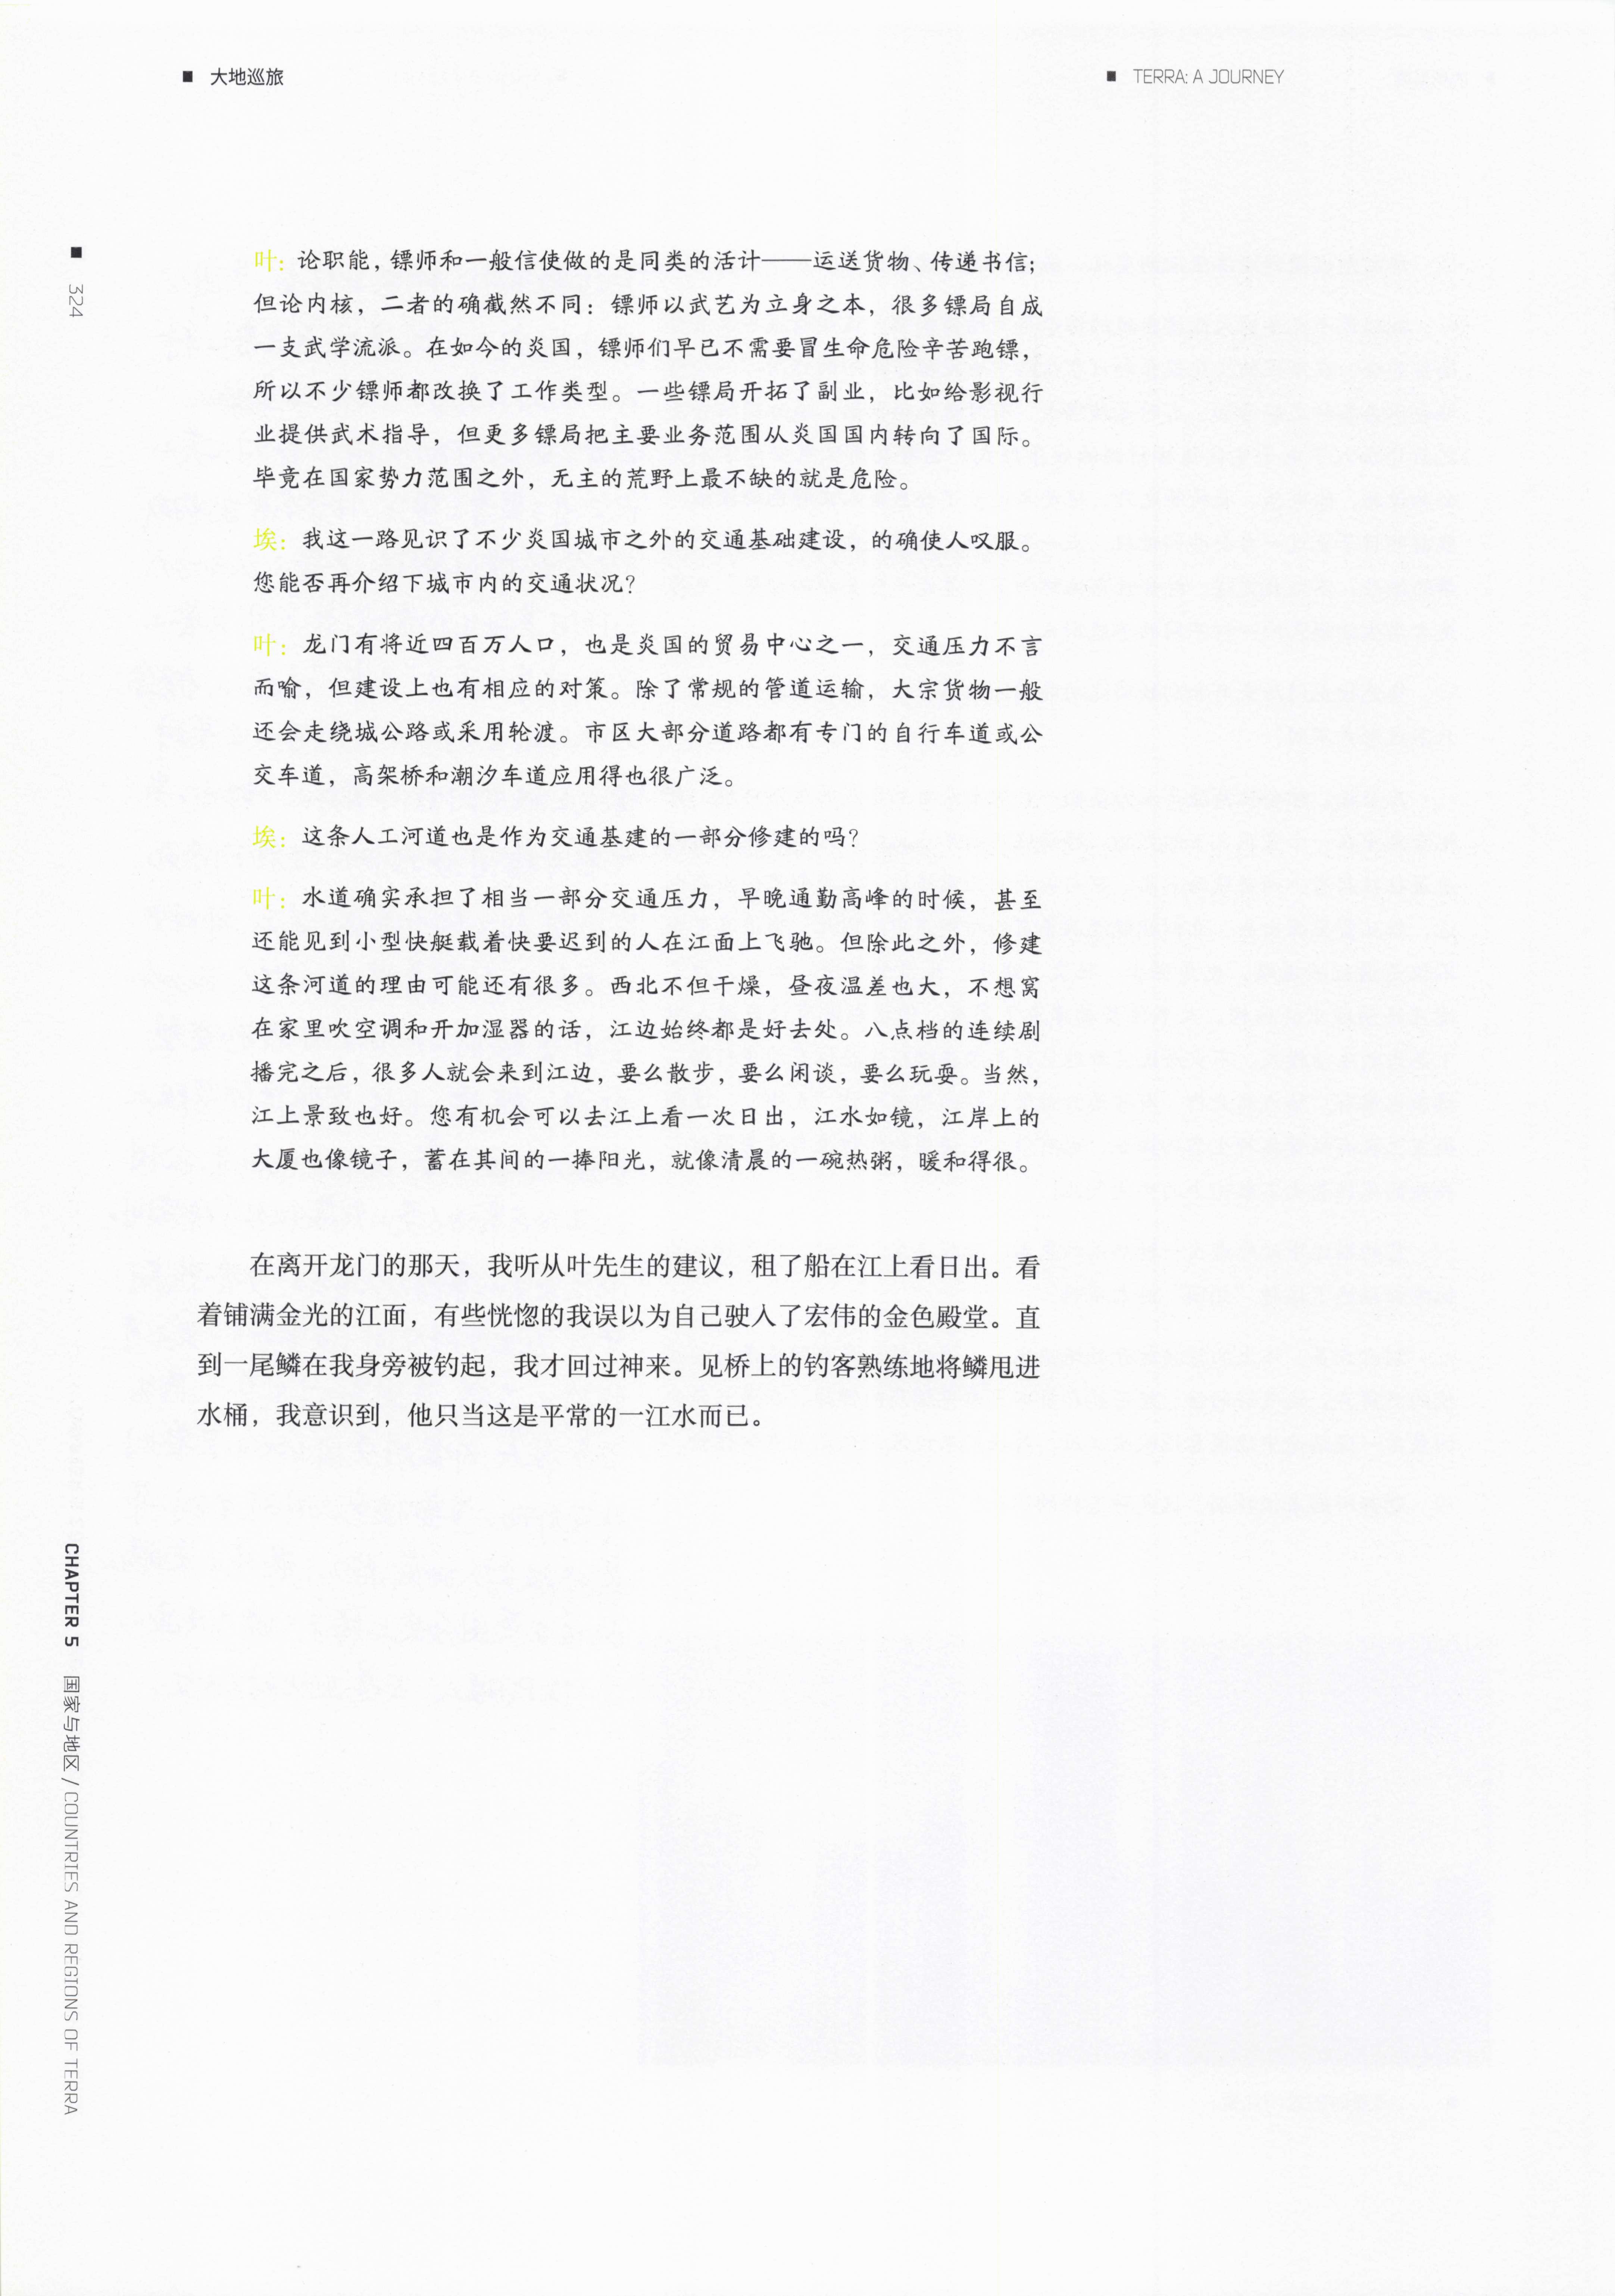 大地巡旅
TERRA: A JOURNEY
324
叶：论职能，镖师和一般信使做的是同类的活计——运送货物、传递书信；
但论内核，二者的确截然不同：镖师以武艺为立身之本，很多镖局自成
一支武学流派。在如今的炎国，镖师们早已不需要冒生命危险辛苦跑镖，
所以不少镖师都改换了工作类型。一些镖局开拓了副业，比如给影视行
业提供武术指导，但更多镖局把主要业务范围从炎国国内转向了国际。
毕竟在国家势力范围之外，无主的荒野上最不缺的就是危险。
埃：我这一路见识了不少炎国城市之外的交通基础建设，的确使人叹服。
您能否再介绍下城市内的交通状况？
叶：龙门有将近四百万人口，也是炎国的贸易中心之一，交通压力不言
而喻，但建设上也有相应的对策。除了常规的管道运输，大宗货物一般
还会走绕城公路或采用轮渡。市区大部分道路都有专门的自行车道或公
交车道，高架桥和潮汐车道应用得也很广泛。
埃：这条人工河道也是作为交通基建的一部分修建的吗？
叶：水道确实承担了相当一部分交通压力，早晚通勤高峰的时候，甚至
还能见到小型快艇载着快要迟到的人在江面上飞驰。但除此之外，修建
这条河道的理由可能还有很多。西北不但干燥，昼夜温差也大，不想窝
在家里吹空调和开加湿器的话，江边始终都是好去处。八点档的连续剧
播完之后，很多人就会来到江边，要么散步，要么闲谈，要么玩耍。当然，
江上景致也好。您有机会可以去江上看一次日出，江水如镜，江岸上的
大厦也像镜子，蓄在其间的一捧阳光，就像清晨的一碗热粥，暖和得很。
在离开龙门的那天，我听从叶先生的建议，租了船在江上看日出。看
着铺满金光的江面，有些恍惚的我误以为自己驶入了宏伟的金色殿堂。直
到一尾鳞在我身旁被钓起，我才回过神来。见桥上的钓客熟练地将鳞甩进
水桶，我意识到，他只当这是平常的一江水而已。
CHAPTER 5 国家与地区 / COUNTRIES AND REGIONS OF TERRA